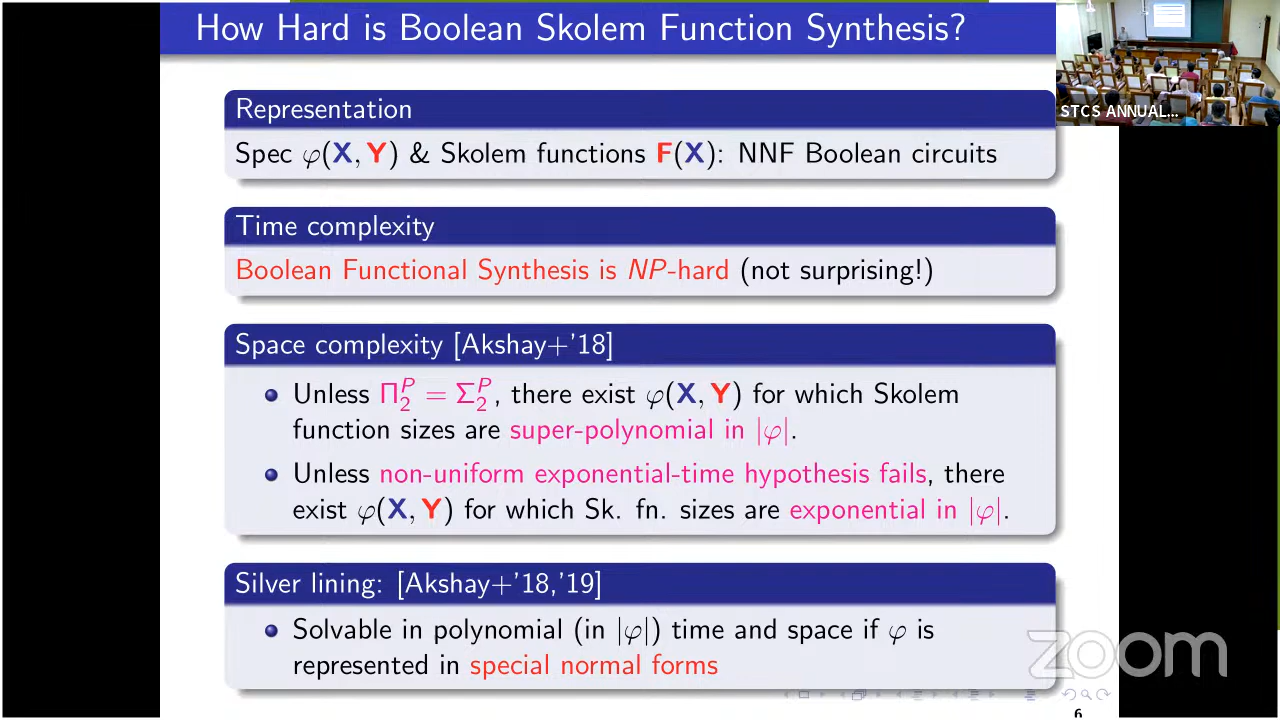 How Hard is Boolean Skolem Function Synthesis?
STCS ANNUAL...
Representation
Spec φ(X, Y) & Skolem functions F(X): NNF Boolean circuits
Time complexity
Boolean Functional Synthesis is NP-hard (not surprising!)
Space complexity [Akshay+'18]
Unless Π₂ᴾ = Σ₂ᴾ, there exist φ(X, Y) for which Skolem
function sizes are super-polynomial in |φ|.
Unless non-uniform exponential-time hypothesis fails, there
exist φ(X, Y) for which Sk. fn. sizes are exponential in |φ|.
Silver lining: [Akshay+'18,'19]
Solvable in polynomial (in |φ|) time and space if φ is
represented in special normal forms
zoom
6